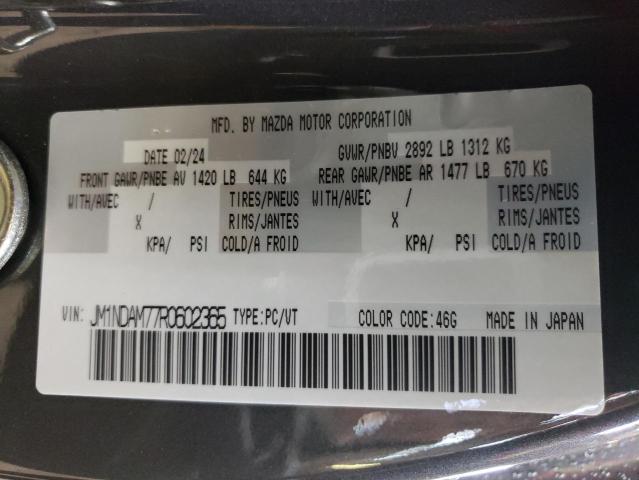 MFD. BY MAZDA MOTOR CORPORATION
DATE 02/24 GVWR/PNBV 2892 LB 1312 KG
FRONT GAWR/PNBE AV 1420 LB 644 KG REAR GAWR/PNBE AR 1477 LB 670 KG
WITH/AVEC / TIRES/PNEUS WITH/AVEC / TIRES/PNEUS
X RIMS/JANTES X RIMS/JANTES
KPA/ PSI COLD/A FROID KPA/ PSI COLD/A FROID
VIN: JM1NDAM77R0602365 TYPE:PC/VT COLOR CODE:46G MADE IN JAPAN